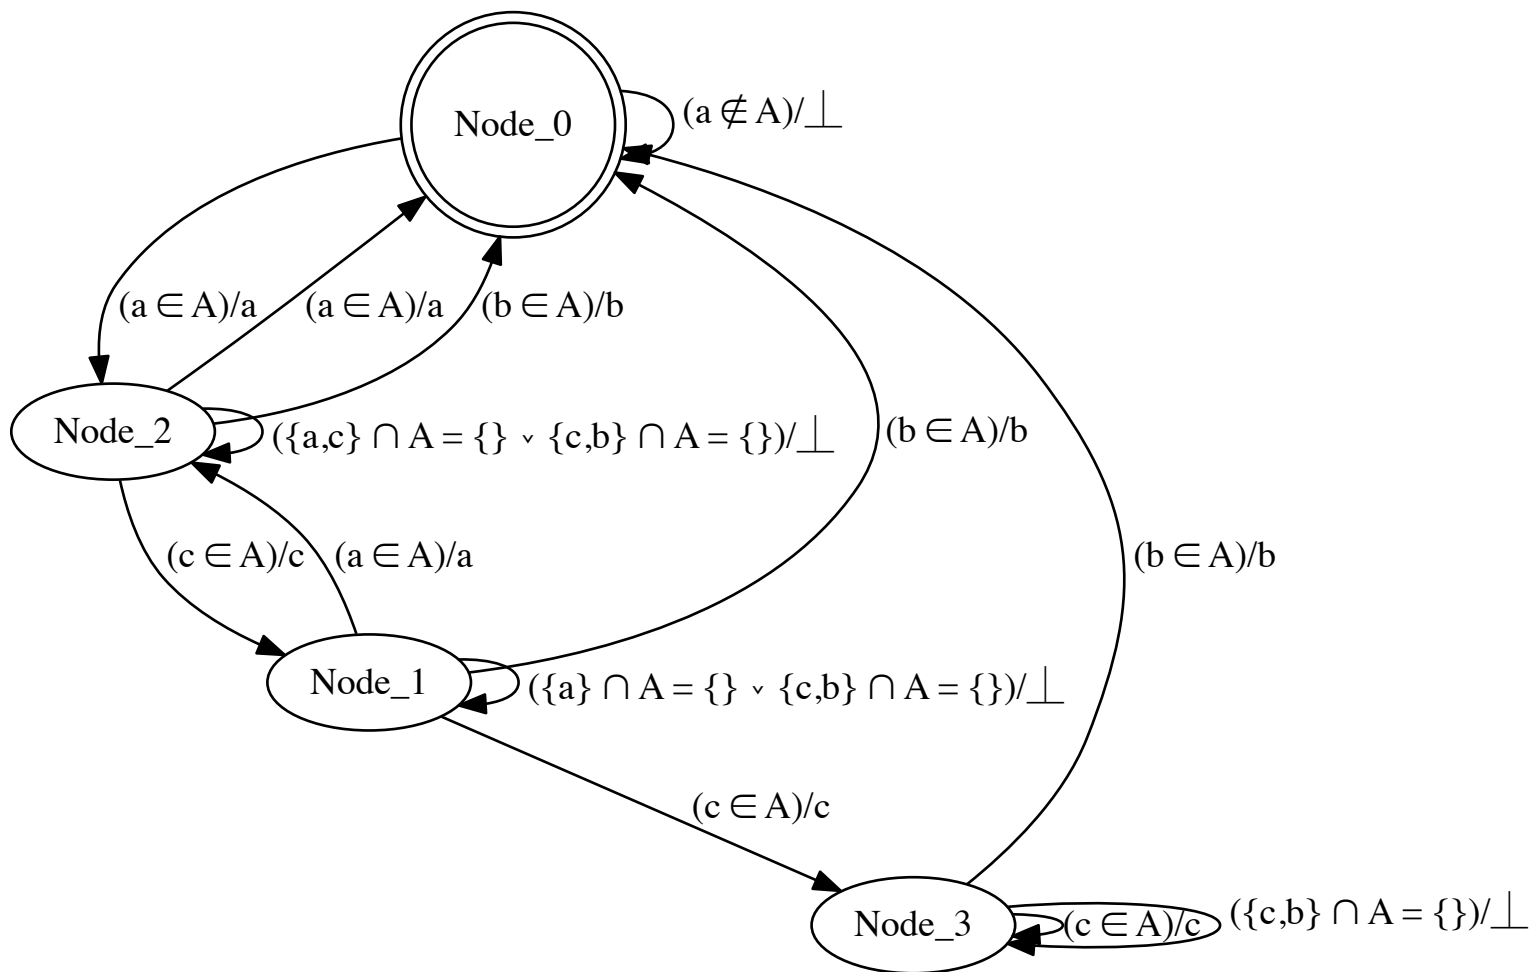 Node_0
(a ∉ A)/⊥
(a ∈ A)/a
(a ∈ A)/a
(b ∈ A)/b
Node_2
({a,c} ∩ A = {} ˅ {c,b} ∩ A = {})/⊥
(b ∈ A)/b
(c ∈ A)/c
(a ∈ A)/a
(b ∈ A)/b
Node_1
({a} ∩ A = {} ˅ {c,b} ∩ A = {})/⊥
(c ∈ A)/c
Node_3
(c ∈ A)/c
({c,b} ∩ A = {})/⊥